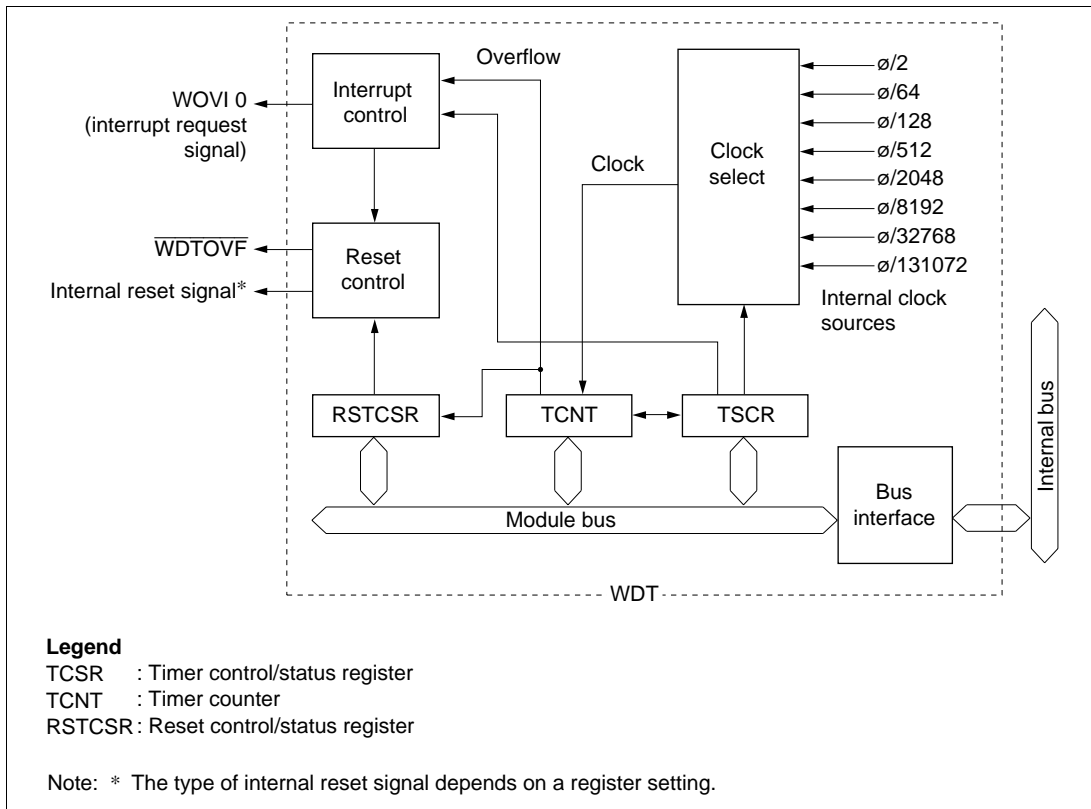 Overflow
Interrupt
control
WOVI 0
(interrupt request
signal)
Clock
Clock
select
ø/2
ø/64
ø/128
ø/512
ø/2048
ø/8192
ø/32768
ø/131072
Internal clock
sources
WDTOVF
Internal reset signal*
Reset
control
RSTCSR
TCNT
TSCR
Module bus
Bus
interface
Internal bus
WDT
Legend
TCSR : Timer control/status register
TCNT : Timer counter
RSTCSR : Reset control/status register
Note: * The type of internal reset signal depends on a register setting.